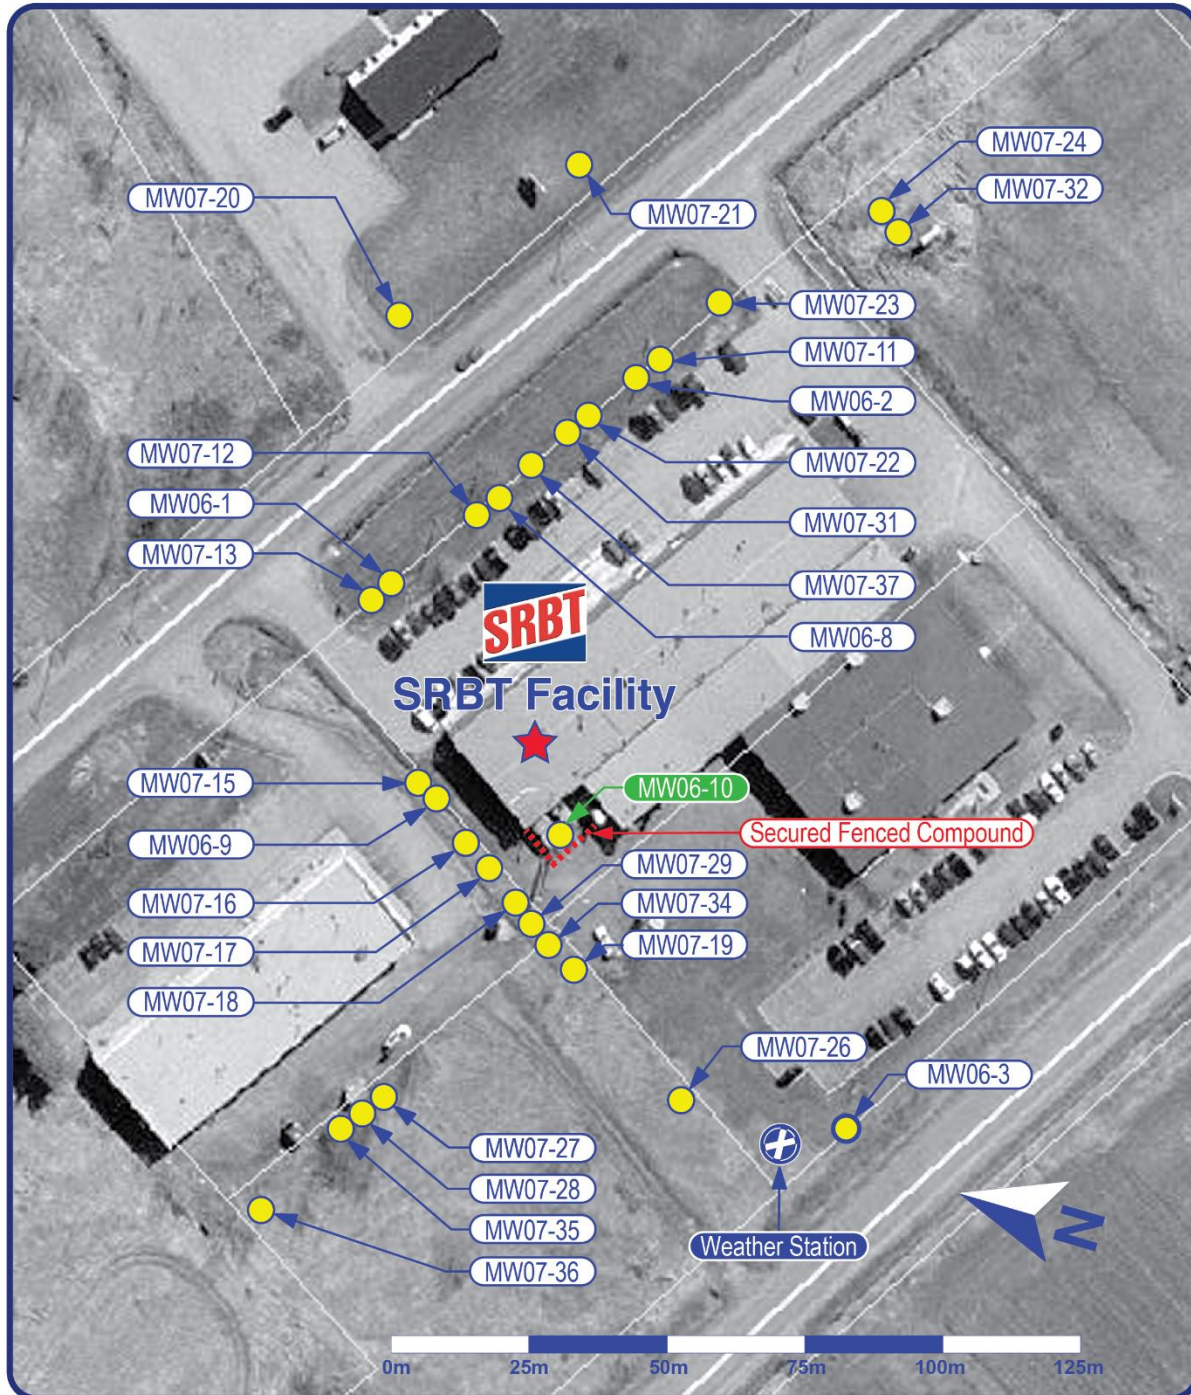 MW07-24
MW07-32
MW07-20
MW07-21
MW07-23
MW07-11
MW06-2
MW07-12
MW07-22
MW06-1
MW07-31
MW07-13
MW07-37
SRBT
MW06-8
SRBT Facility
MW07-15
MW06-10
Secured Fenced Compound
MW06-9
MW07-29
MW07-16
MW07-34
MW07-17
MW07-19
MW07-18
MW07-26
MW06-3
MW07-27
MW07-28
MW07-35
Weather Station
N
MW07-36
0m 25m 50m 75m 100m 125m